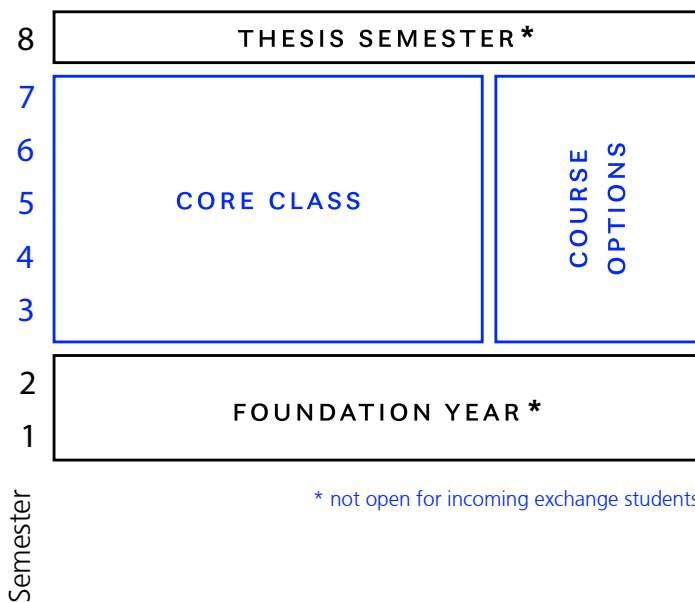 8
THESIS SEMESTER*
7
6
5
4
3
CORE CLASS
COURSE
OPTIONS
2
1
FOUNDATION YEAR*
Semester
* not open for incoming exchange students